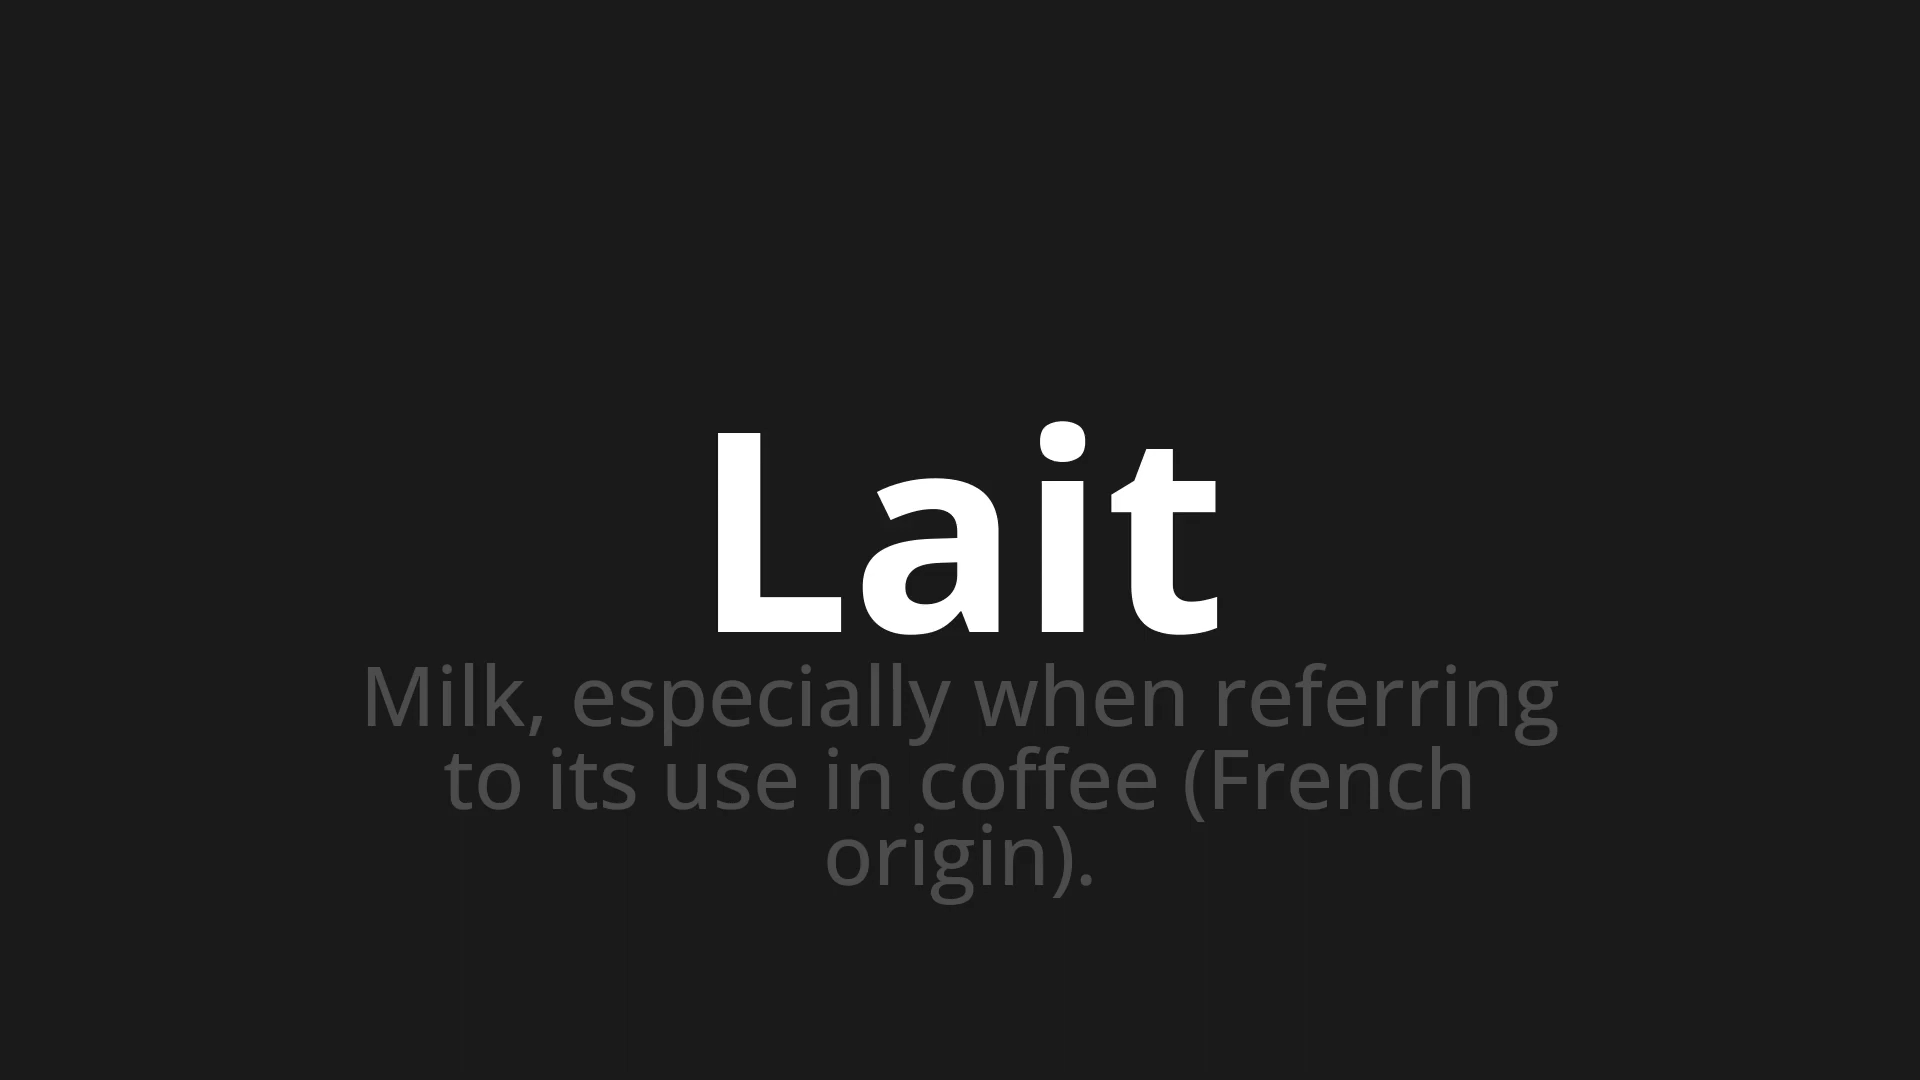 Lait
Milk, especially when referring
to its use in coffee (French
origin).